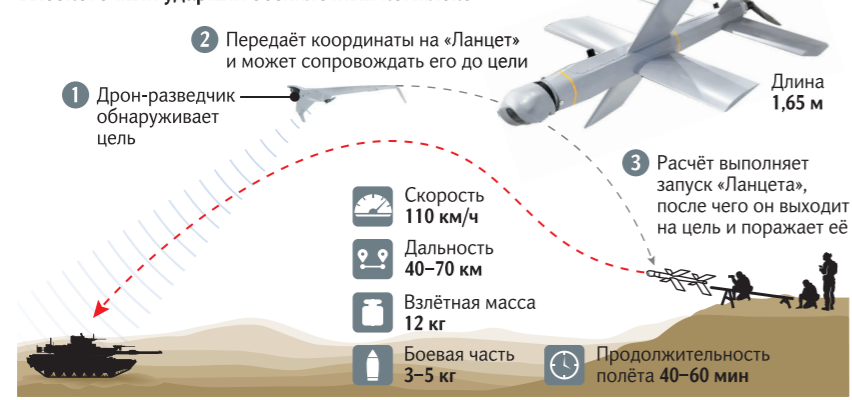 2 Передаёт координаты на «Ланцет»
и может сопровождать его до цели
1 Дрон-разведчик
обнаруживает
цель
Длина
1,65 м
3 Расчёт выполняет
запуск «Ланцета»,
после чего он выходит
на цель и поражает её
Скорость
110 км/ч
Дальность
40–70 км
Взлётная масса
12 кг
Боевая часть
3–5 кг
Продолжительность
полёта 40–60 мин